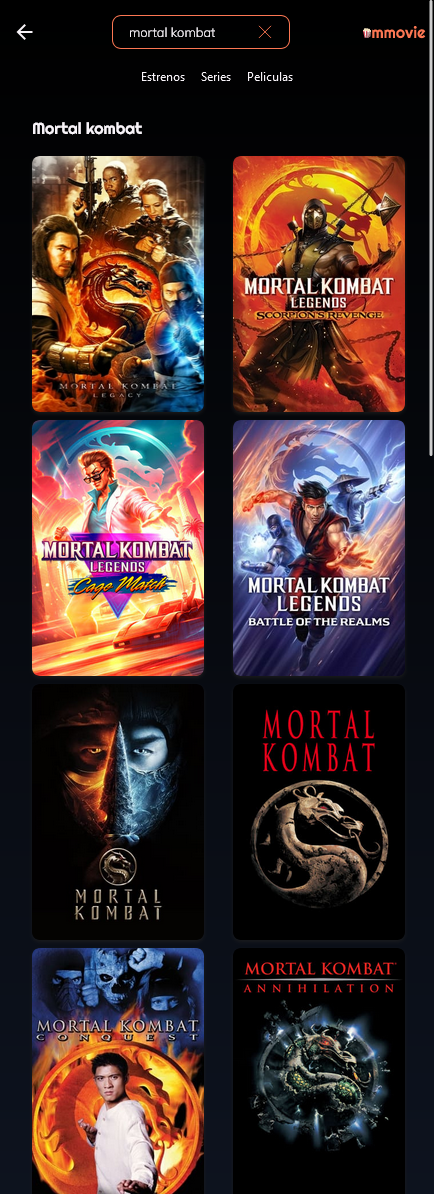 mortal kombat
mmovie
Estrenos Series Peliculas
Mortal kombat
MORTAL KOMBAT
LEGACY
MORTAL KOMBAT
LEGENDS
SCORPION'S REVENGE
MORTAL KOMBAT
LEGENDS
Cage Match
MORTAL KOMBAT
LEGENDS
BATTLE OF THE REALMS
MORTAL
KOMBAT
MORTAL
KOMBAT
MORTAL KOMBAT
CONQUEST
MORTAL KOMBAT
ANNIHILATION